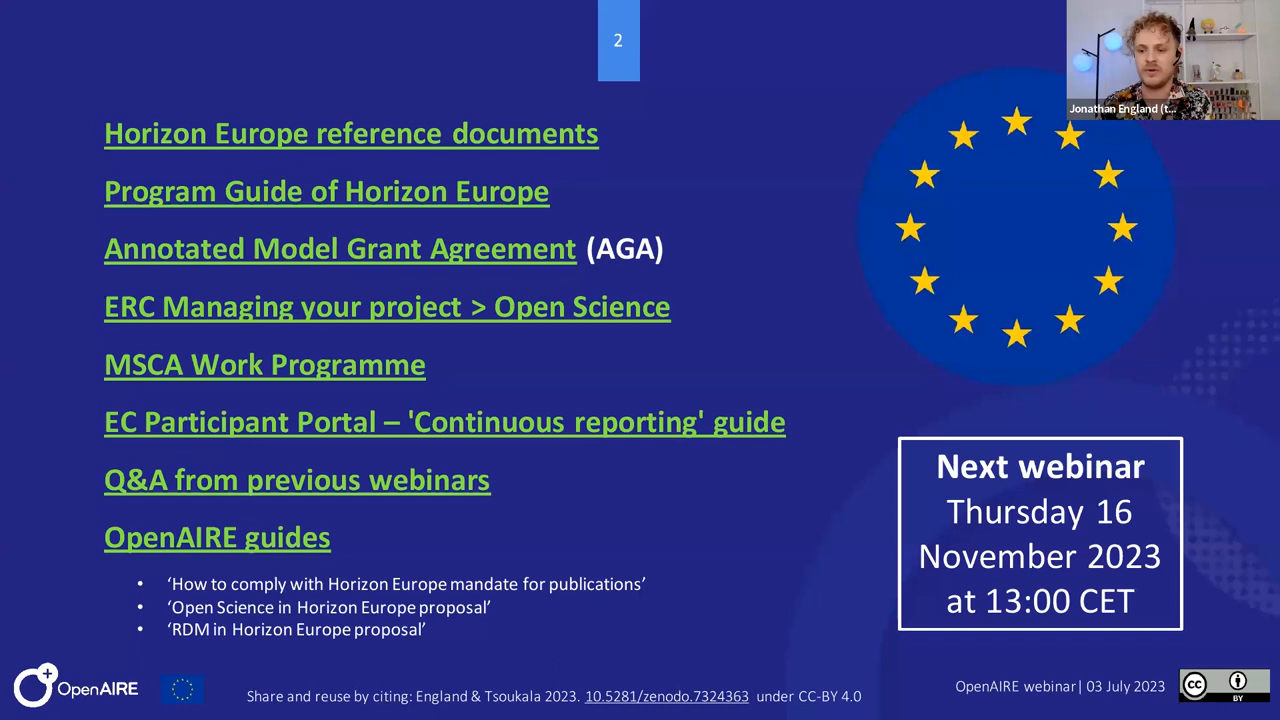 2
Jonathan England (t...
Horizon Europe reference documents
Program Guide of Horizon Europe
Annotated Model Grant Agreement (AGA)
ERC Managing your project > Open Science
MSCA Work Programme
EC Participant Portal – 'Continuous reporting' guide
Q&A from previous webinars
OpenAIRE guides
• ‘How to comply with Horizon Europe mandate for publications’
• ‘Open Science in Horizon Europe proposal’
• ‘RDM in Horizon Europe proposal’
Next webinar
Thursday 16
November 2023
at 13:00 CET
OpenAIRE
Share and reuse by citing: England & Tsoukala 2023. 10.5281/zenodo.7324363 under CC-BY 4.0
OpenAIRE webinar| 03 July 2023
CC
BY